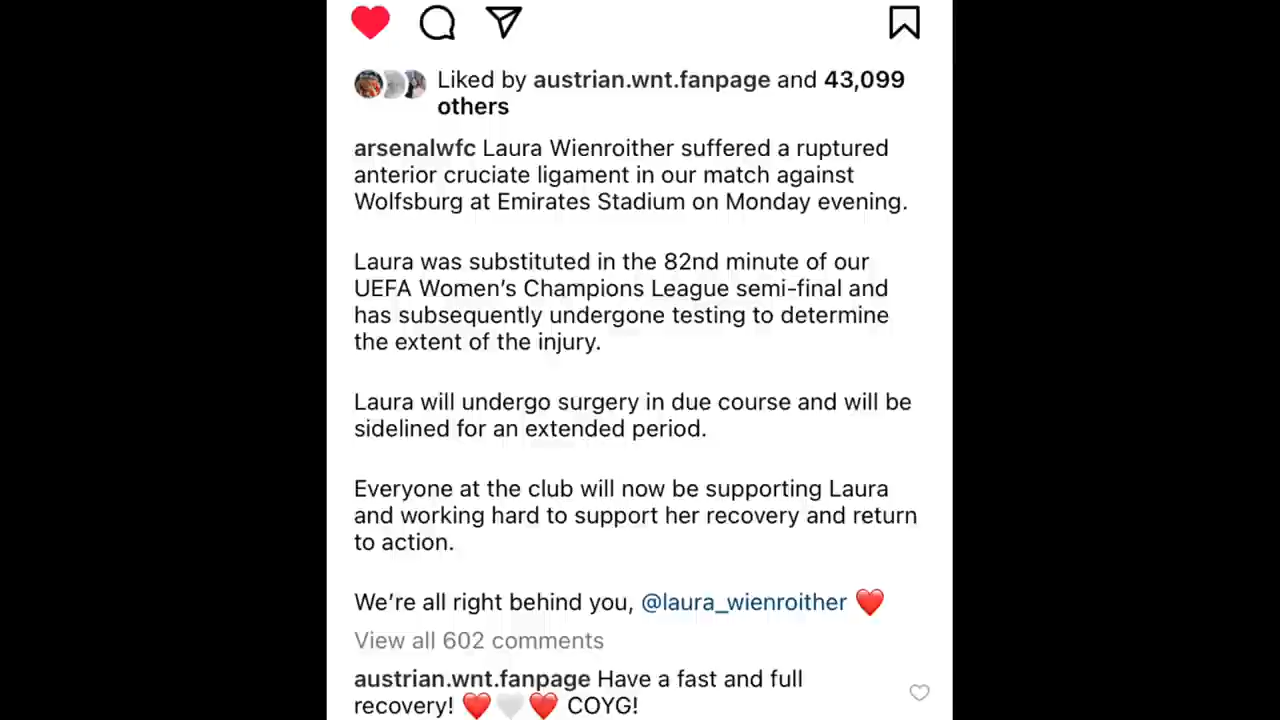 Liked by austrian.wnt.fanpage and 43,099
others
arsenalwfc Laura Wienroither suffered a ruptured
anterior cruciate ligament in our match against
Wolfsburg at Emirates Stadium on Monday evening.
Laura was substituted in the 82nd minute of our
UEFA Women’s Champions League semi-final and
has subsequently undergone testing to determine
the extent of the injury.
Laura will undergo surgery in due course and will be
sidelined for an extended period.
Everyone at the club will now be supporting Laura
and working hard to support her recovery and return
to action.
We’re all right behind you, @laura_wienroither ❤️
View all 602 comments
austrian.wnt.fanpage Have a fast and full
recovery! ❤️🤍❤️ COYG!